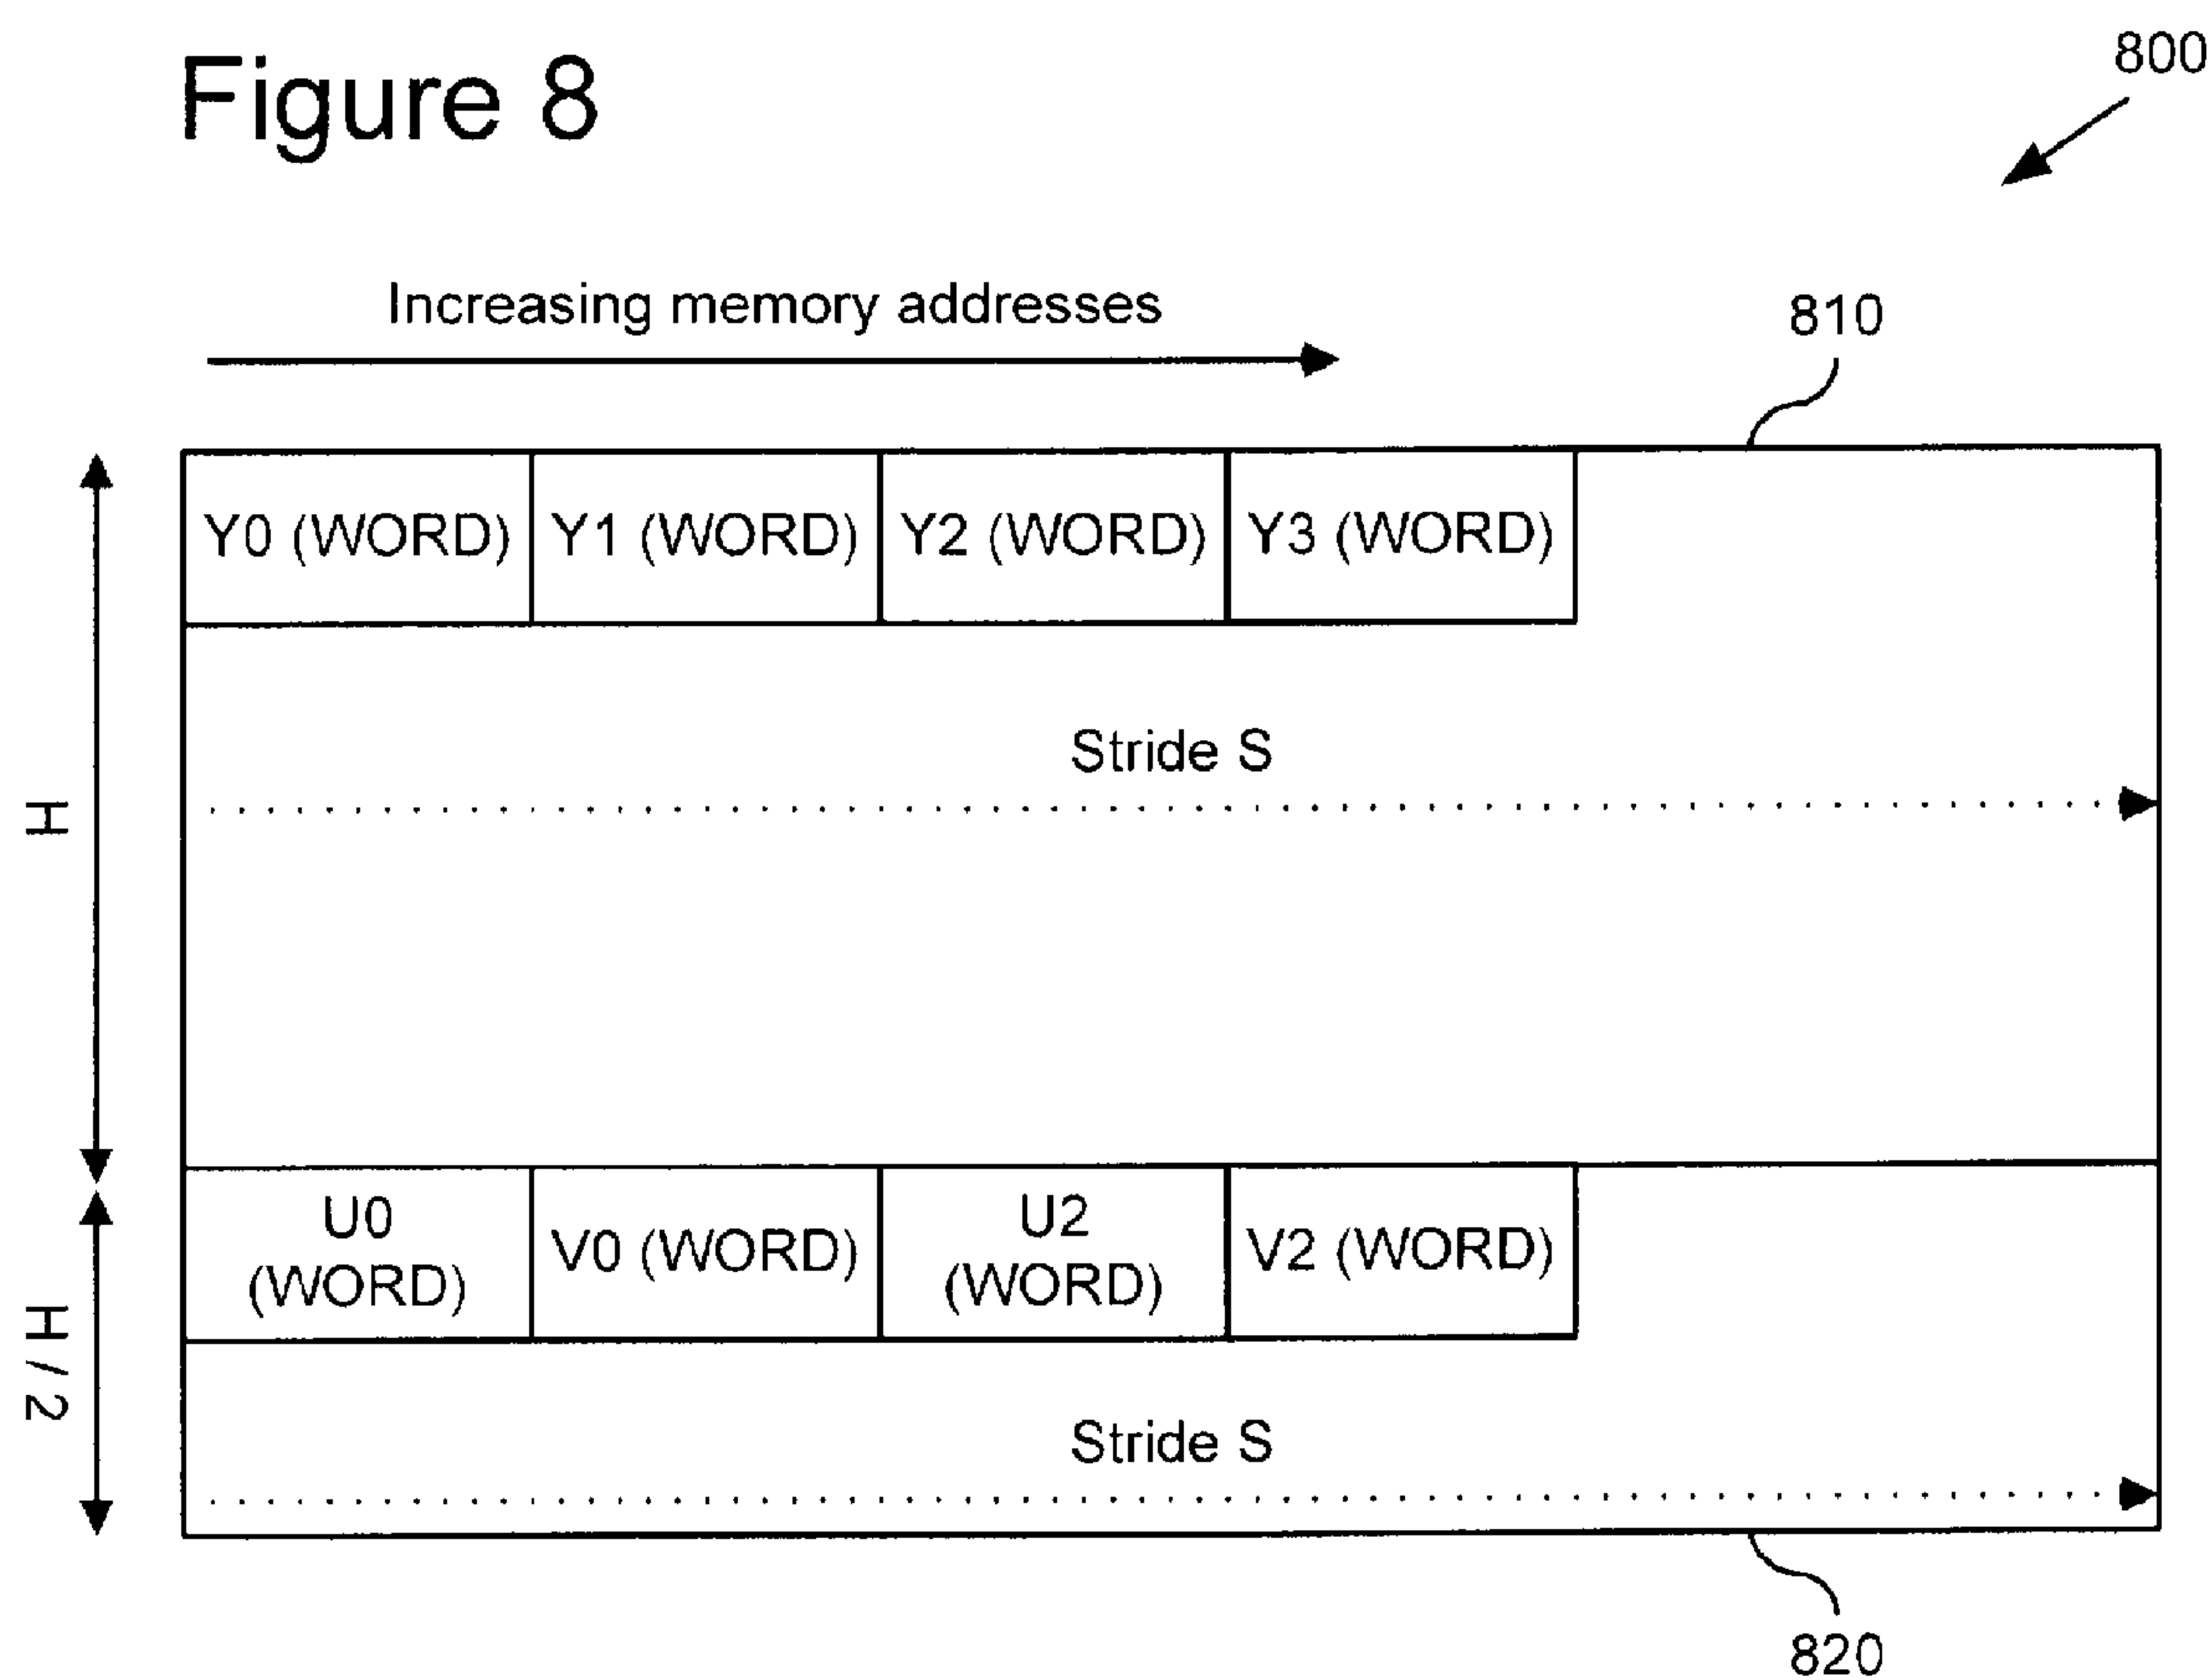 Figure 8
800
Increasing memory addresses
810
Y0 (WORD)
Y1 (WORD)
Y2 (WORD)
Y3 (WORD)
Stride S
H
U0
(WORD)
V0 (WORD)
U2
(WORD)
V2 (WORD)
H / 2
Stride S
820